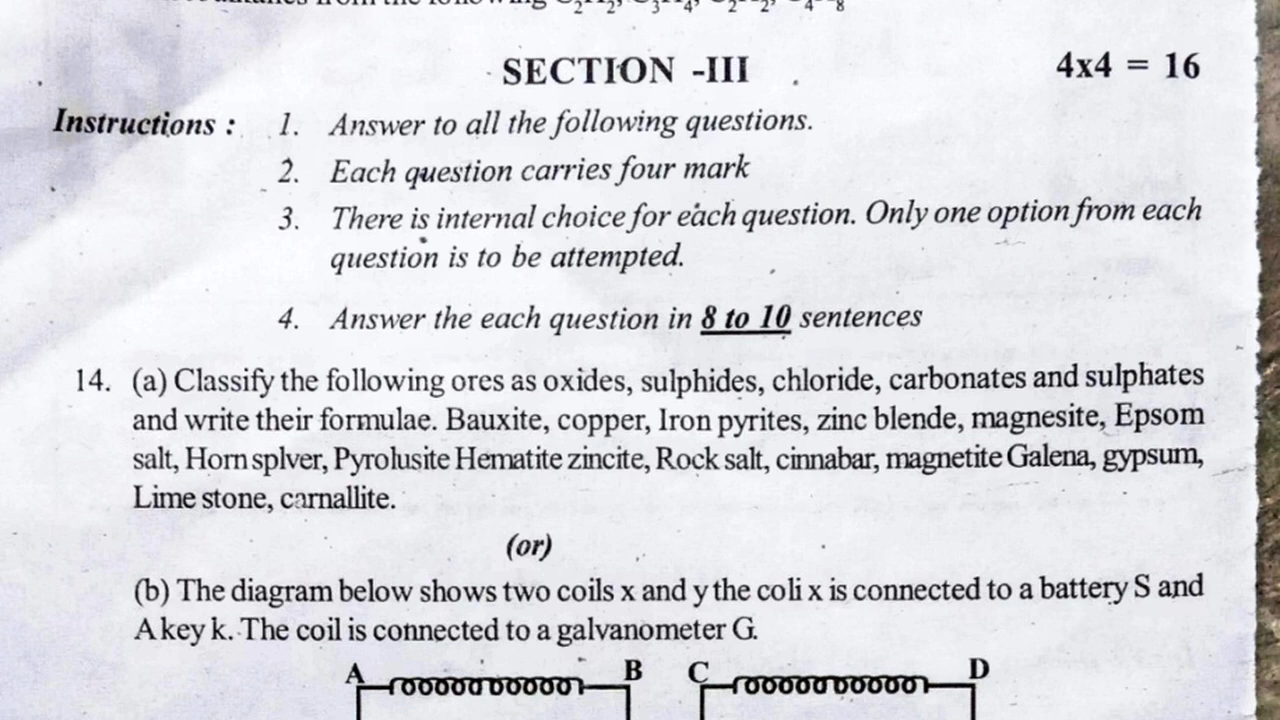 SECTION -III 4x4 = 16
Instructions : 1. Answer to all the following questions.
2. Each question carries four mark
3. There is internal choice for each question. Only one option from each
question is to be attempted.
4. Answer the each question in 8 to 10 sentences
14. (a) Classify the following ores as oxides, sulphides, chloride, carbonates and sulphates
and write their formulae. Bauxite, copper, Iron pyrites, zinc blende, magnesite, Epsom
salt, Horn splver, Pyrolusite Hematite zincite, Rock salt, cinnabar, magnetite Galena, gypsum,
Lime stone, carnallite.
(or)
(b) The diagram below shows two coils x and y the coli x is connected to a battery S and
A key k. The coil is connected to a galvanometer G.
A B C D